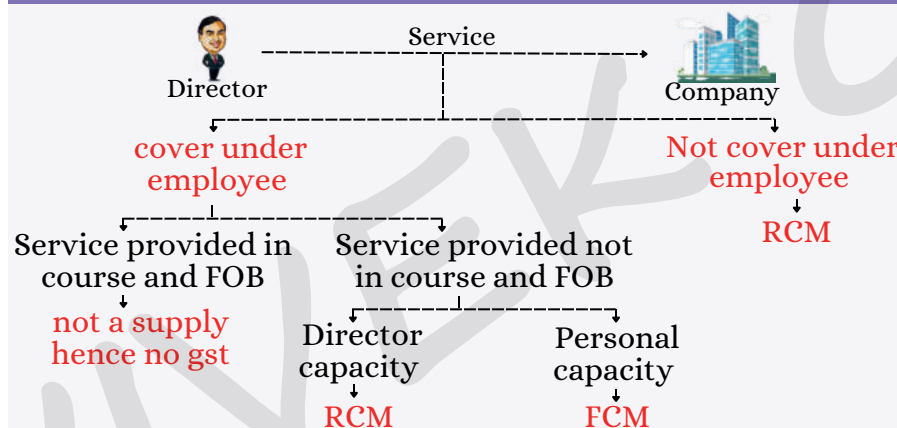 Service
Director
Company
cover under
employee
Not cover under
employee
RCM
Service provided in
course and FOB
not a supply
hence no gst
Service provided not
in course and FOB
Director
capacity
RCM
Personal
capacity
FCM